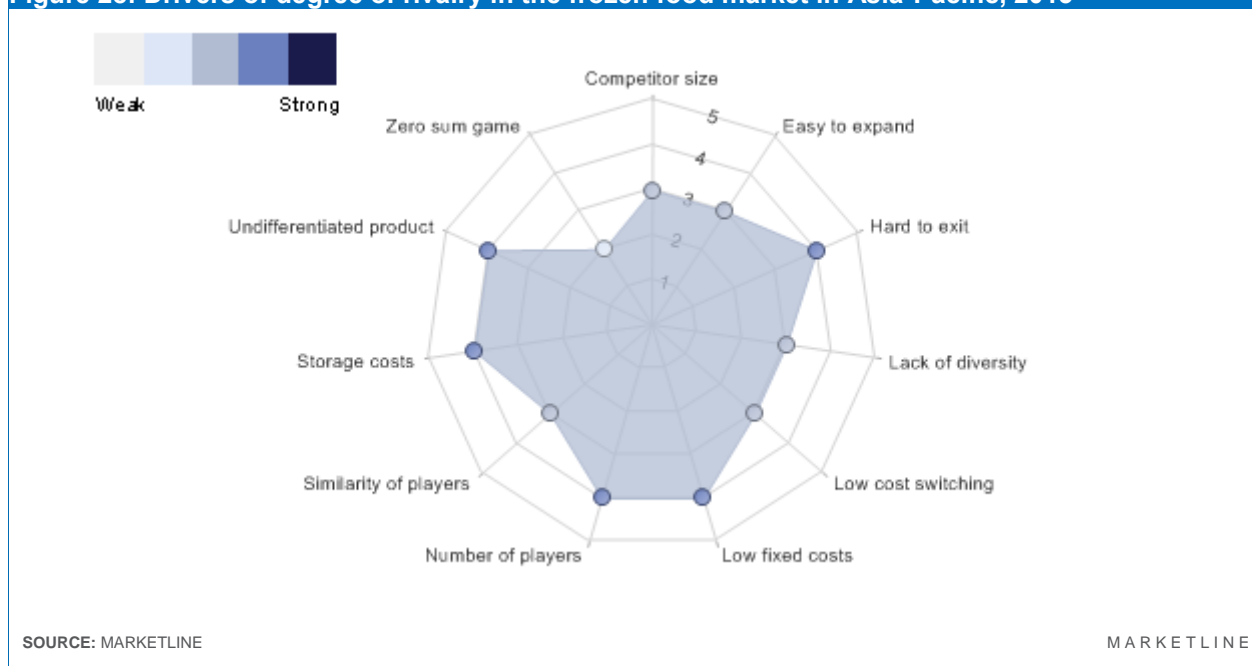 Weak Strong
Competitor size
Zero sum game
Easy to expand
5
4
3
2
1
Undifferentiated product
Hard to exit
Storage costs
Lack of diversity
Similarity of players
Low cost switching
Number of players
Low fixed costs
SOURCE: MARKETLINE
MARKETLINE